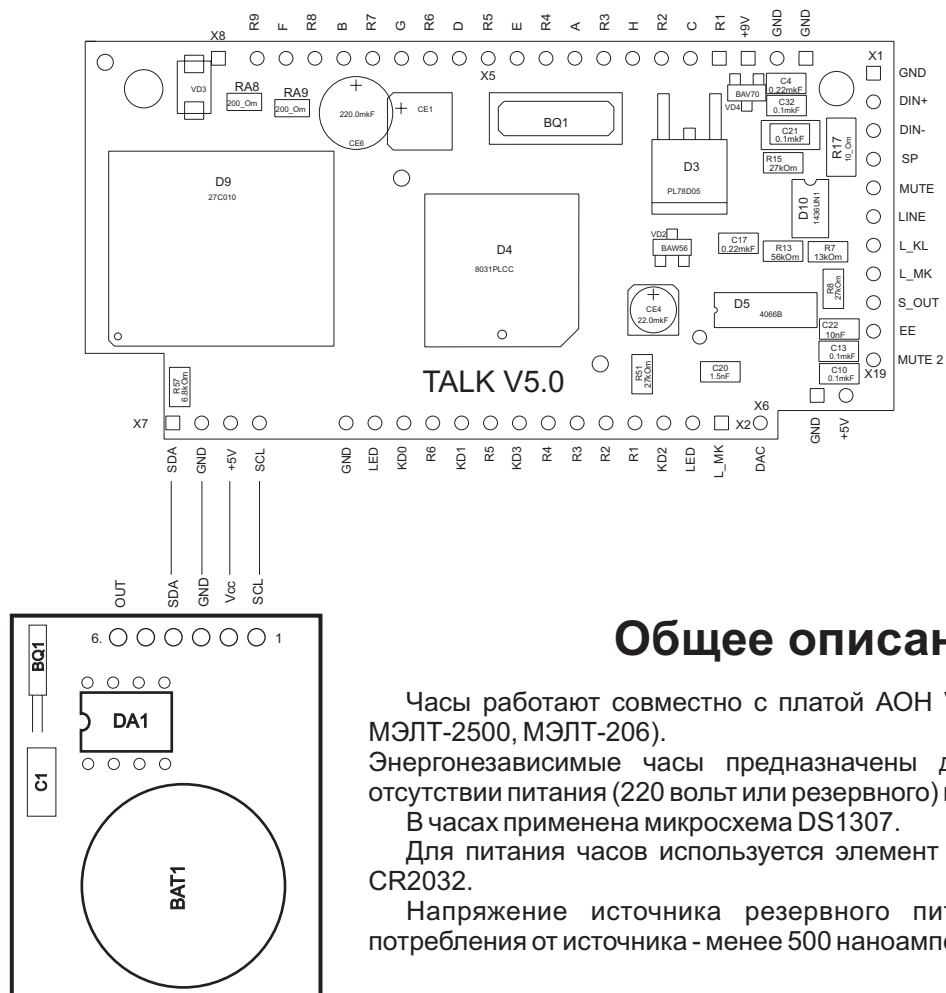 R9 F R8 B R7 G R6 D R5 E R4 A R3 H R2 C R1 +9V GND GND
X8
X5
X1
VD3
RA8
200_Om
RA9
200_Om
220.0mkF
CE6
CE1
BQ1
D3
PL78D05
BAV70
VD4
C4
0.22mkF
C32
0.1mkF
C21
0.1mkF
R15
27kOm
R17
10_Om
D10
1436UN1
GND
DIN+
DIN-
SP
MUTE
LINE
L_KL
L_MK
S_OUT
EE
MUTE 2
D9
27C010
D4
8031PLCC
VD2
BAW56
C17
0.22mkF
R13
56kOm
R7
13kOm
R8
27kOm
CE4
22.0mkF
D5
4066B
C22
10nF
C13
0.1mkF
C10
0.1mkF
X19
R57
6.8kOm
TALK V5.0
R51
27kOm
C20
1.5nF
X7
X2
X6
SDA GND +5V SCL
GND LED KD0 R6 KD1 R5 KD3 R4 R3 R2 R1 KD2 LED L_MK DAC
GND +5V
OUT SDA GND Vcc SCL
6. 1
BQ1
DA1
C1
BAT1
Общее описан
Часы работают совместно с платой АОН
МЭЛТ-2500, МЭЛТ-206).
Энергонезависимые часы предназначены
отсутствии питания (220 вольт или резервного)
В часах применена микросхема DS1307.
Для питания часов используется элемент
CR2032.
Напряжение источника резервного пит
потребления от источника - менее 500 наноампе